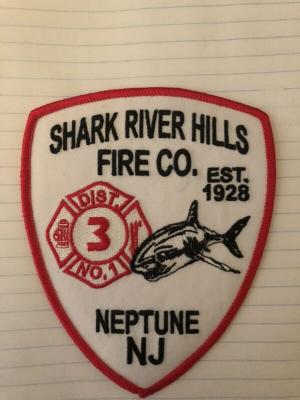 SHARK RIVER HILLS
FIRE CO.
EST.
1928
DIST.
3
NO. 1
NEPTUNE
NJ